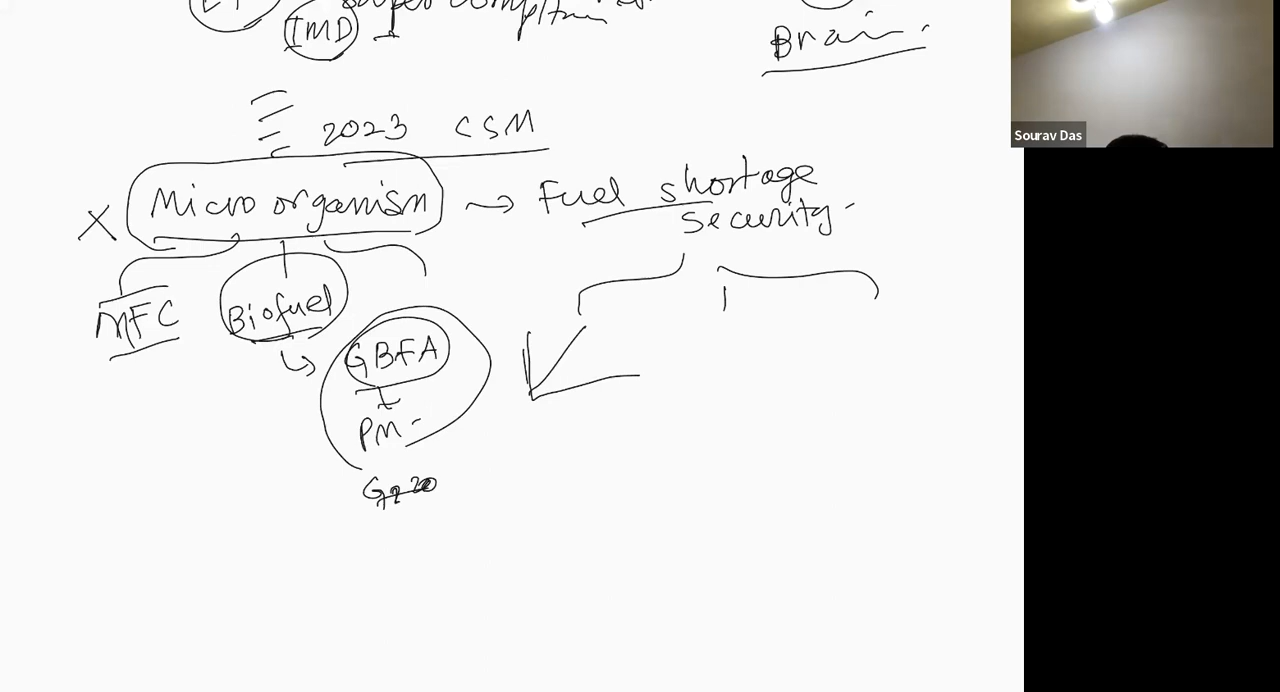 IMD
Brain.
2023 CSM
X Microorganism → Fuel shortage
Security -
MFC Biofuel
GBFA
PM -
Sourav Das